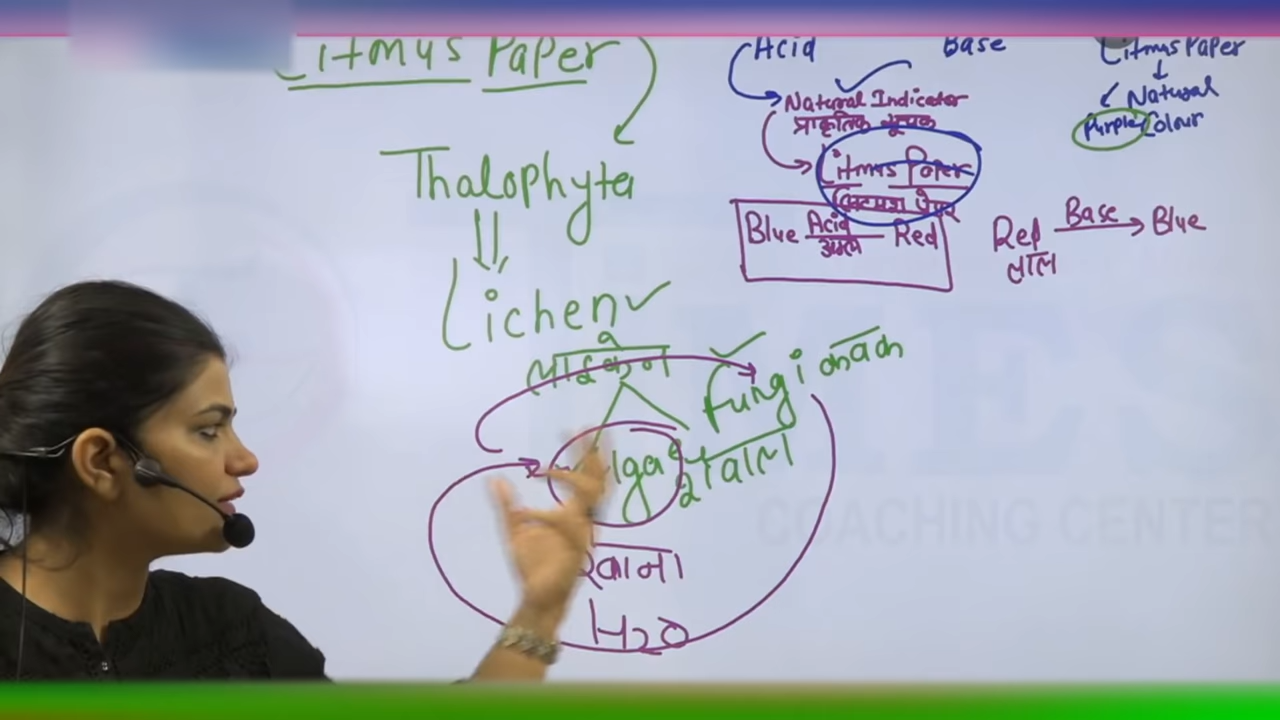 Litmus Paper
Thalophyta
Lichen
लाइकेन
fungi कवक
Algae शैवाल
खाना
H2O
Acid Base
Natural Indicator
प्राकृतिक सूचक
Litmus Paper
लिटमस पेपर
Blue Acid Red
अम्ल
Red Base Blue
लाल
Litmus Paper
Natural
Purple Colour
COACHING CENTER